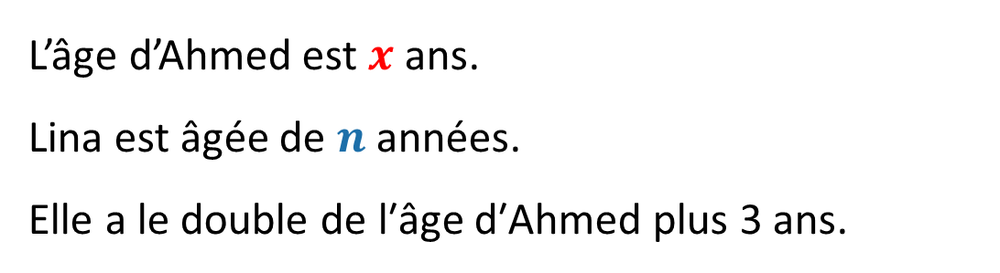 L’âge d’Ahmed est x ans.
Lina est âgée de n années.
Elle a le double de l’âge d’Ahmed plus 3 ans.